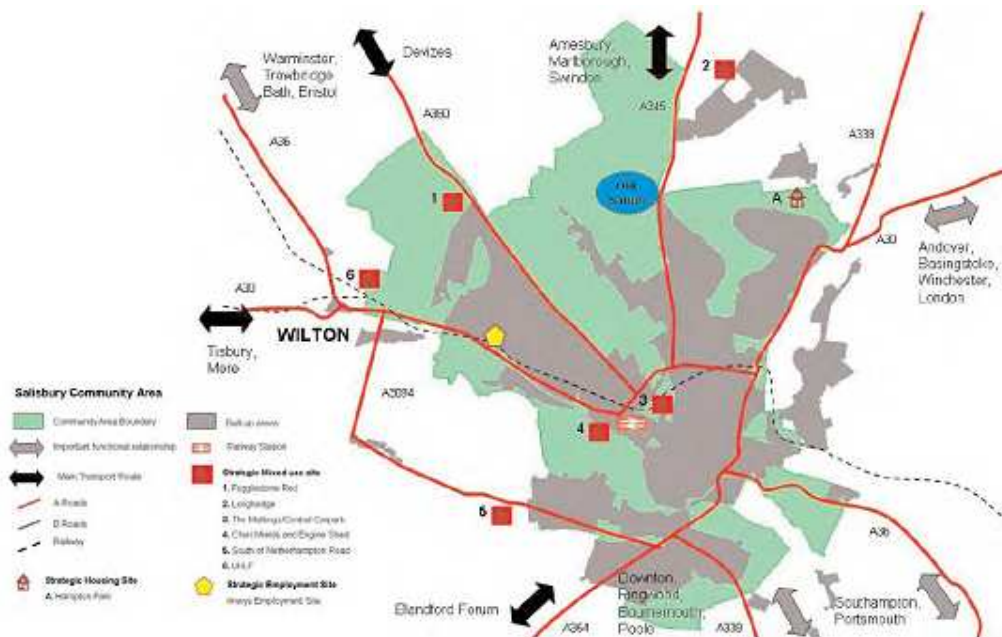 Warminster,
Trowbridge
Bath, Bristol
Devizes
Amesbury,
Marlborough,
Swindon
2
A36
A360
A345
A338
1
A
A30
Andover,
Basingstoke,
Winchester,
London
6
A30
WILTON
Tisbury,
Mere
A3094
3
4
5
A36
Blandford Forum
Downton,
Ringwood,
Bournemouth,
Poole
Southampton,
Portsmouth
A354
A338
Salisbury Community Area
Community Area Boundary
Important functional relationship
Main Transport Route
A Roads
B Roads
Railway
Strategic Housing Site
A. Hampton Park
Built-up areas
Railway Station
Strategic Mixed use site
1. Fugglestone Red
2. Longhedge
3. The Maltings/Central Carpark
4. Churchfields and Engine Shed
5. South of Netherhampton Road
6. UKLF
Strategic Employment Site
Imerys Employment Site